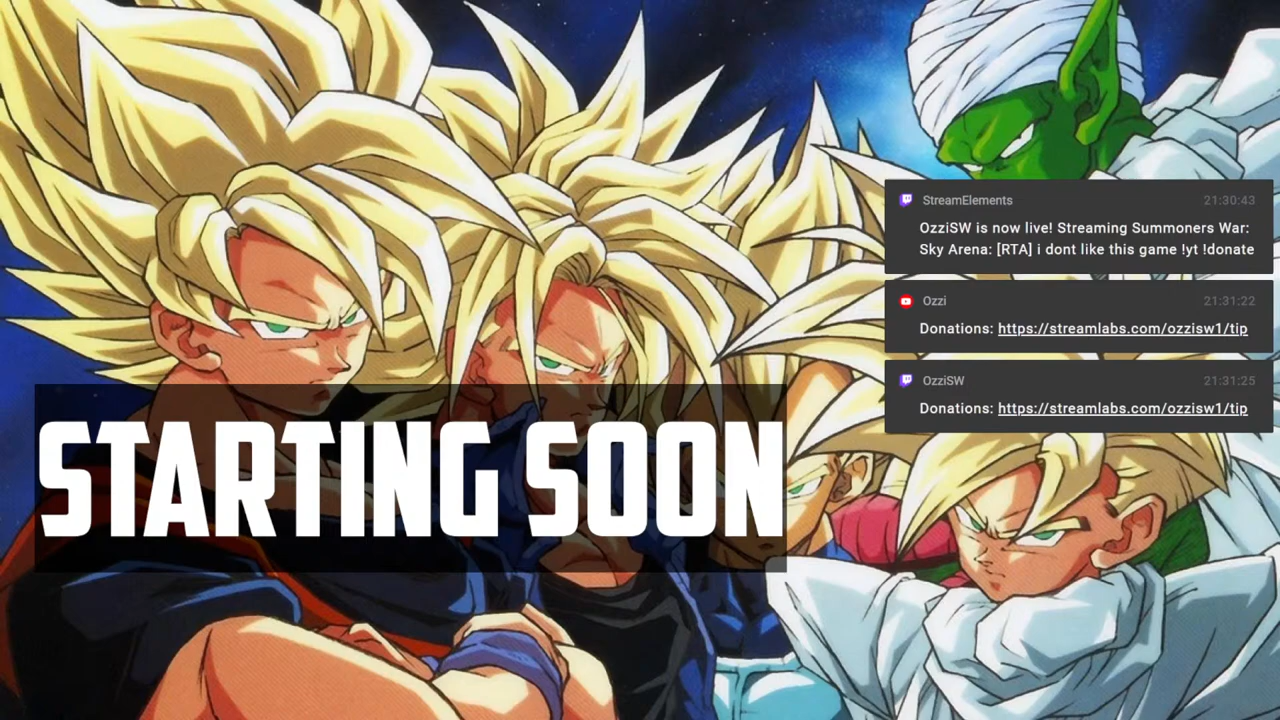 STARTING SOON
StreamElements 21:30:43
OzziSW is now live! Streaming Summoners War:
Sky Arena: [RTA] i dont like this game !yt !donate
Ozzi 21:31:22
Donations: https://streamlabs.com/ozzisw1/tip
OzziSW 21:31:25
Donations: https://streamlabs.com/ozzisw1/tip